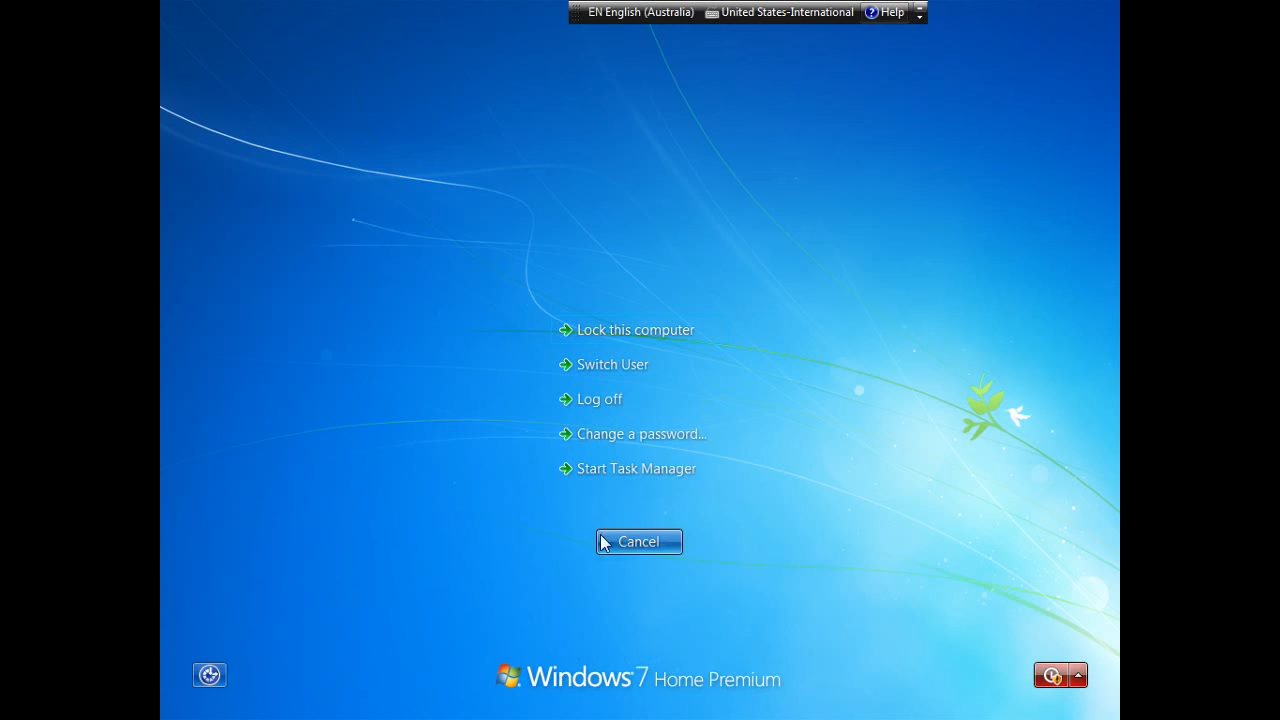 EN English (Australia) United States-International Help
Lock this computer
Switch User
Log off
Change a password...
Start Task Manager
Cancel
Windows 7 Home Premium